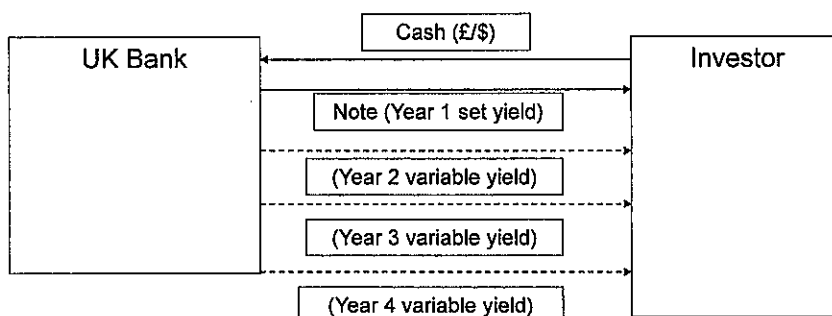 Cash (£/$)
UK Bank
Investor
Note (Year 1 set yield)
(Year 2 variable yield)
(Year 3 variable yield)
(Year 4 variable yield)